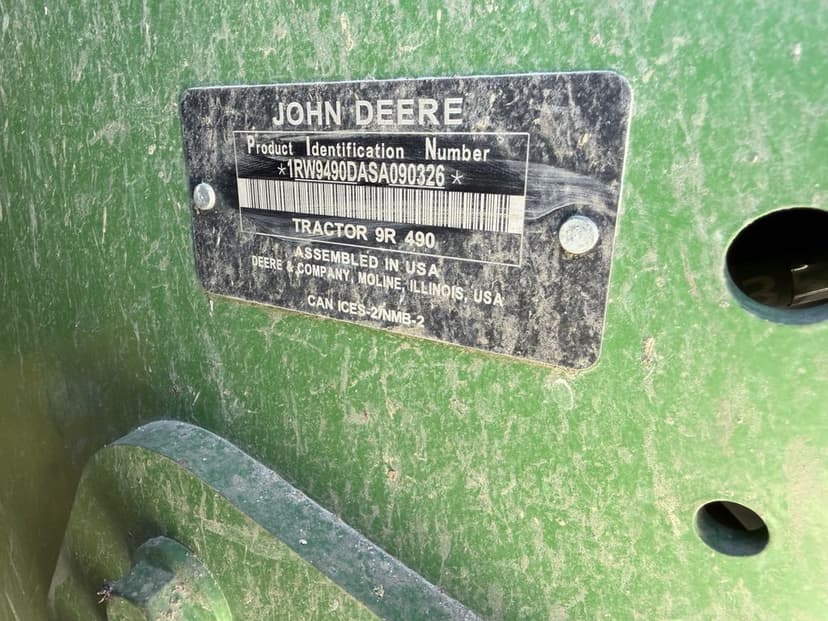 JOHN DEERE
Product Identification Number
*1RW9490DASA090326*
TRACTOR 9R 490
ASSEMBLED IN USA
DEERE & COMPANY, MOLINE, ILLINOIS, USA
CAN ICES-2/NMB-2